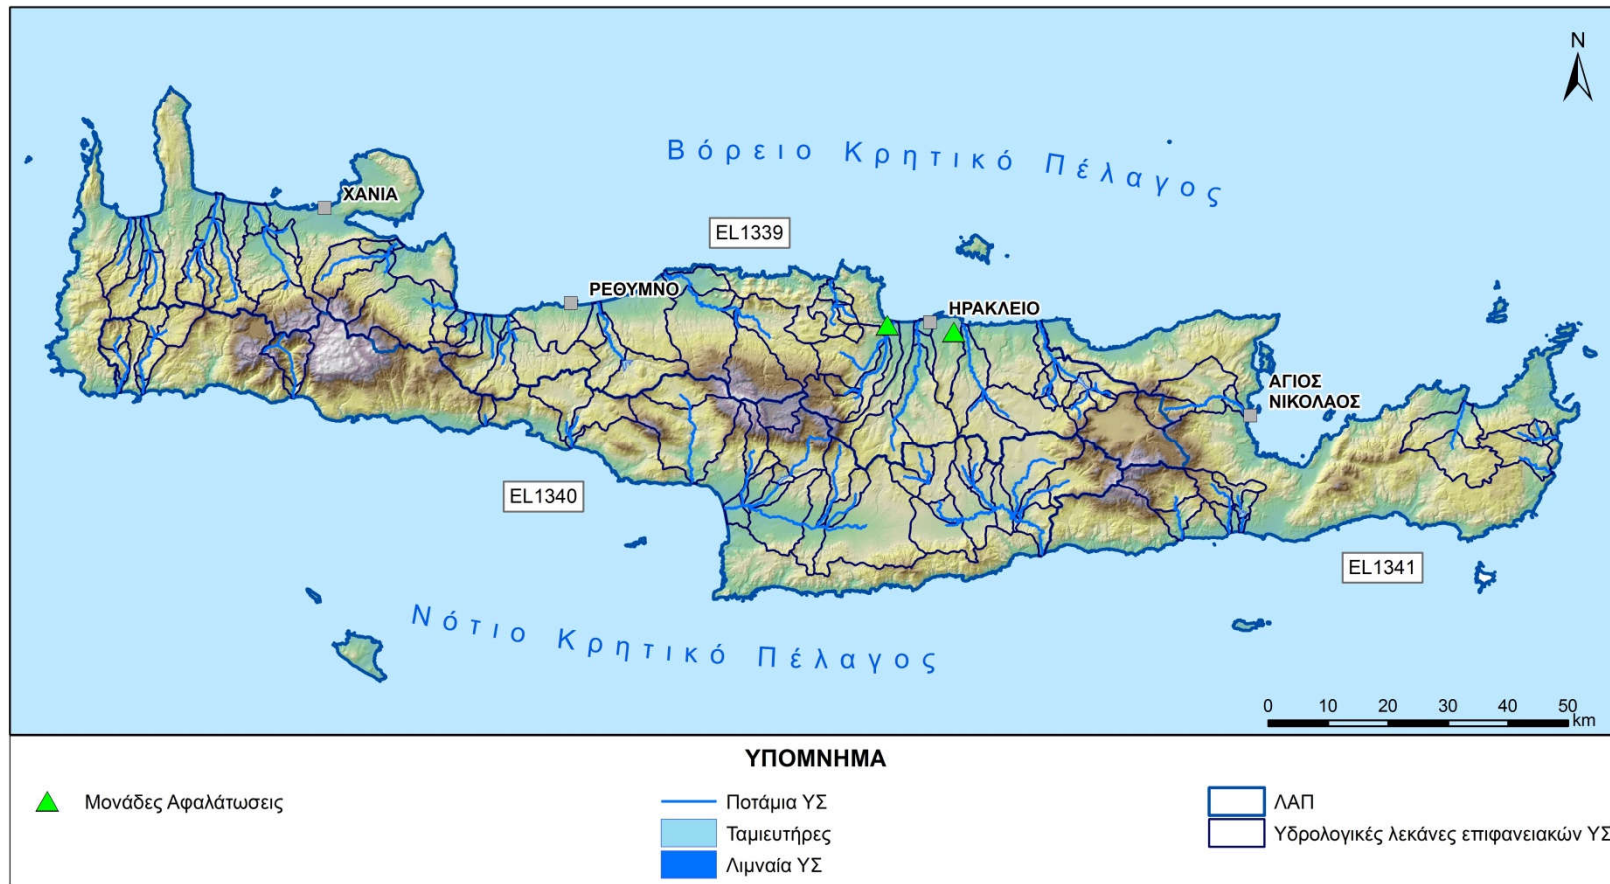 N
Βόρειο Κρητικό Πέλαγος
ΧΑΝΙΑ
EL1339
ΡΕΘΥΜΝΟ
ΗΡΑΚΛΕΙΟ
ΑΓΙΟΣ
ΝΙΚΟΛΑΟΣ
EL1340
EL1341
Νότιο Κρητικό Πέλαγος
0 10 20 30 40 50
km
ΥΠΟΜΝΗΜΑ
Μονάδες Αφαλάτωσεις
Ποτάμια ΥΣ
Ταμιευτήρες
Λιμναία ΥΣ
ΛΑΠ
Υδρολογικές λεκάνες επιφανειακών ΥΣ